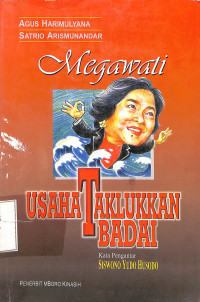 AGUS HARIMULYANA
SATRIO ARISMUNANDAR
Megawati
USAHA TAKLUKKAN
BADAI
Kata Pengantar
SISWONO YUDO HUSODO
PENERBIT MBORO KINASIH